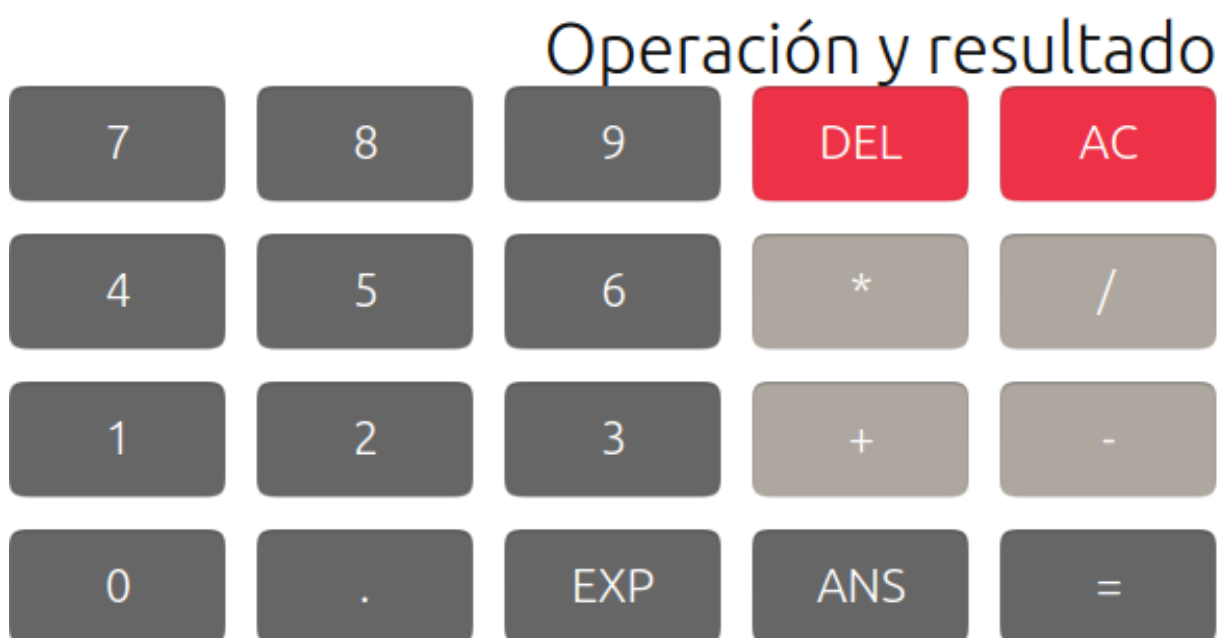 Operación y resultado
7 8 9 DEL AC
4 5 6 * /
1 2 3 + -
0 . EXP ANS =